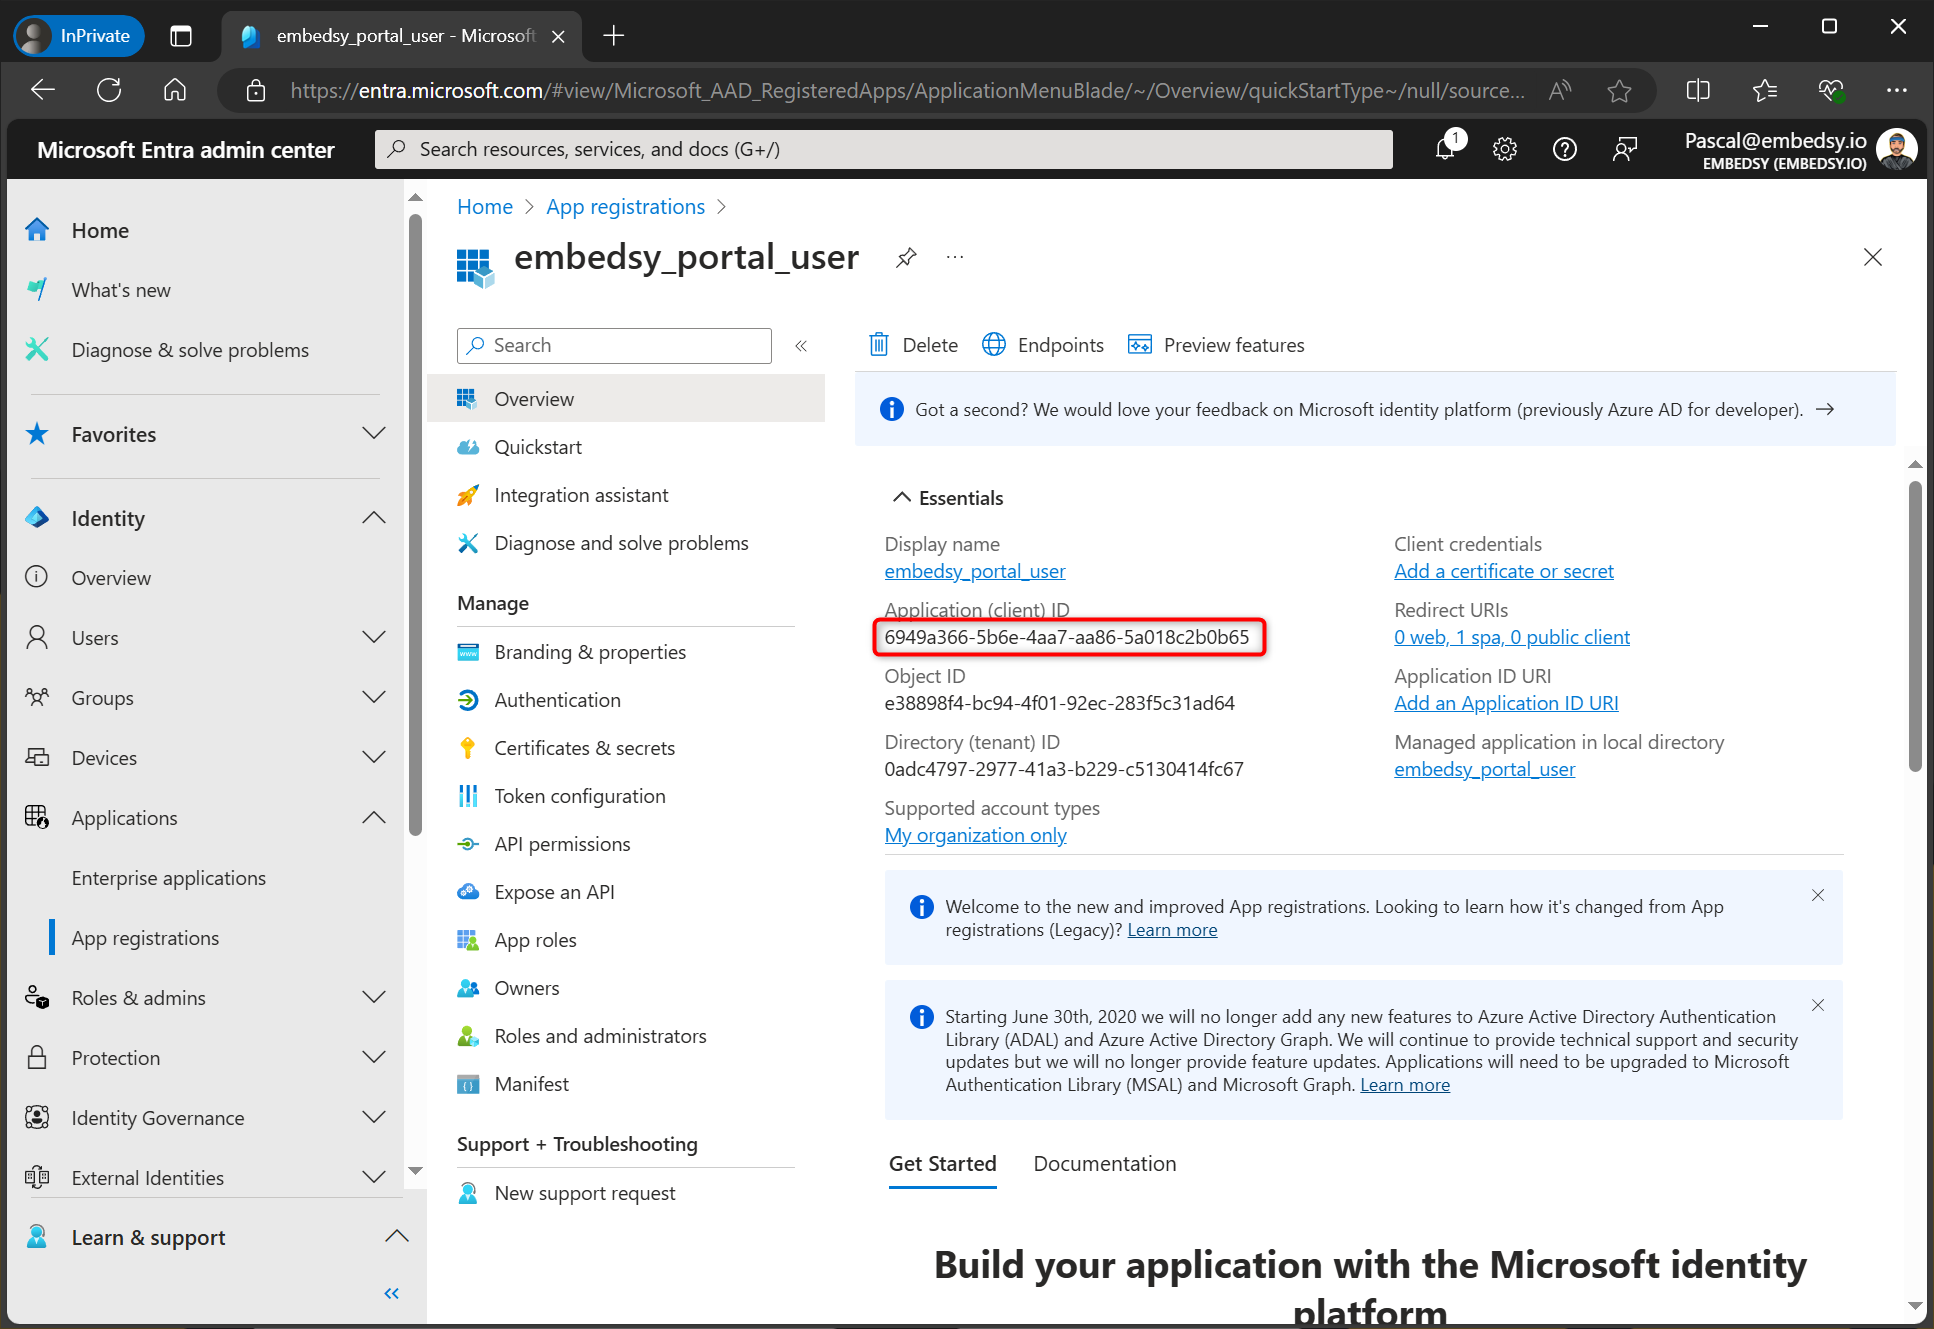 InPrivate
embedsy_portal_user - Microsoft
https://entra.microsoft.com/#view/Microsoft_AAD_RegisteredApps/ApplicationMenuBlade/~/Overview/quickStartType~/null/source...
Microsoft Entra admin center
Search resources, services, and docs (G+/)
1
Pascal@embedsy.io
EMBEDSY (EMBEDSY.IO)
Home
What's new
Diagnose & solve problems
Favorites
Identity
Overview
Users
Groups
Devices
Applications
Enterprise applications
App registrations
Roles & admins
Protection
Identity Governance
External Identities
Learn & support
Home
App registrations
embedsy_portal_user
Search
Overview
Quickstart
Integration assistant
Diagnose and solve problems
Manage
Branding & properties
Authentication
Certificates & secrets
Token configuration
API permissions
Expose an API
App roles
Owners
Roles and administrators
Manifest
Support + Troubleshooting
New support request
Delete
Endpoints
Preview features
Got a second? We would love your feedback on Microsoft identity platform (previously Azure AD for developer).
Essentials
Display name
embedsy_portal_user
Application (client) ID
6949a366-5b6e-4aa7-aa86-5a018c2b0b65
Object ID
e38898f4-bc94-4f01-92ec-283f5c31ad64
Directory (tenant) ID
0adc4797-2977-41a3-b229-c5130414fc67
Supported account types
My organization only
Client credentials
Add a certificate or secret
Redirect URIs
0 web, 1 spa, 0 public client
Application ID URI
Add an Application ID URI
Managed application in local directory
embedsy_portal_user
Welcome to the new and improved App registrations. Looking to learn how it's changed from App
registrations (Legacy)? Learn more
Starting June 30th, 2020 we will no longer add any new features to Azure Active Directory Authentication
Library (ADAL) and Azure Active Directory Graph. We will continue to provide technical support and security
updates but we will no longer provide feature updates. Applications will need to be upgraded to Microsoft
Authentication Library (MSAL) and Microsoft Graph. Learn more
Get Started
Documentation
Build your application with the Microsoft identity
platform